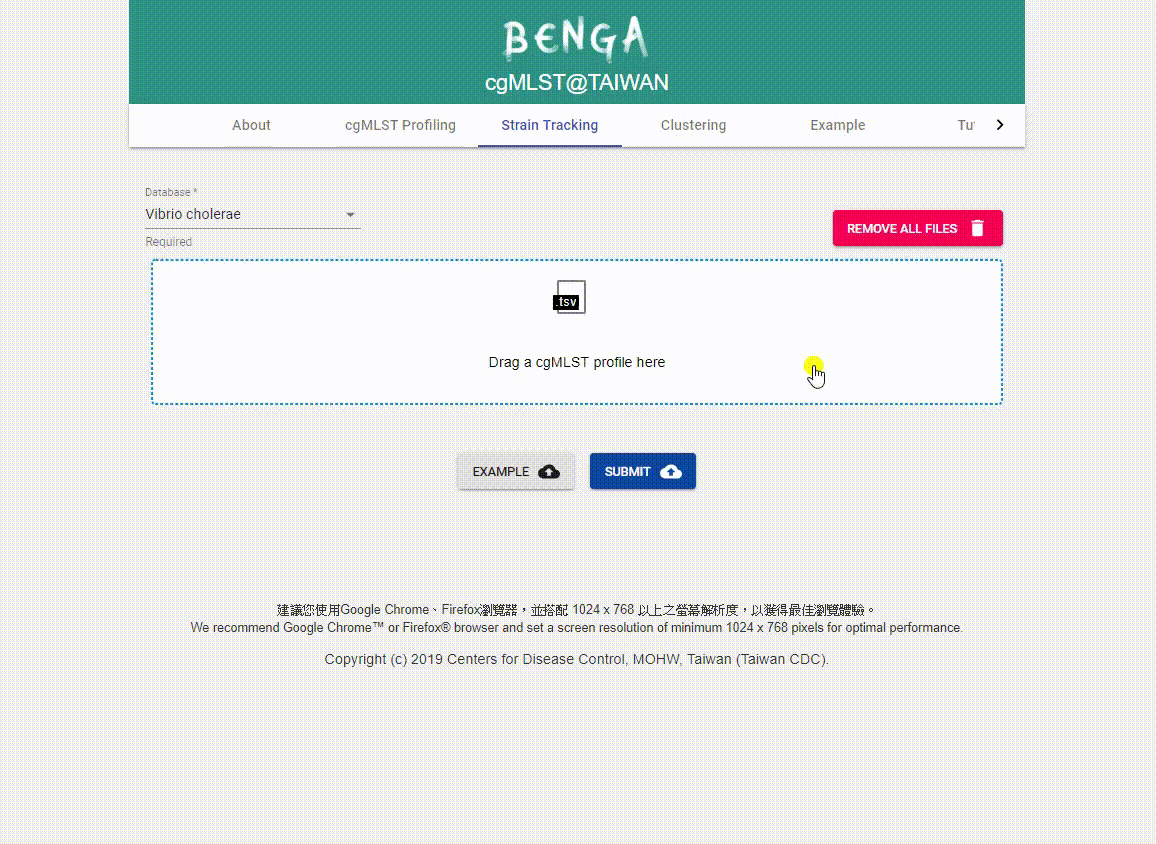 BENGA
cgMLST@TAIWAN
About cgMLST Profiling Strain Tracking Clustering Example Tu
Database *
Vibrio cholerae
Required
REMOVE ALL FILES
.tsv
Drag a cgMLST profile here
EXAMPLE SUBMIT
建議您使用Google Chrome、Firefox瀏覽器，並搭配 1024 x 768 以上之螢幕解析度，以獲得最佳瀏覽體驗。
We recommend Google Chrome™ or Firefox® browser and set a screen resolution of minimum 1024 x 768 pixels for optimal performance.
Copyright (c) 2019 Centers for Disease Control, MOHW, Taiwan (Taiwan CDC).